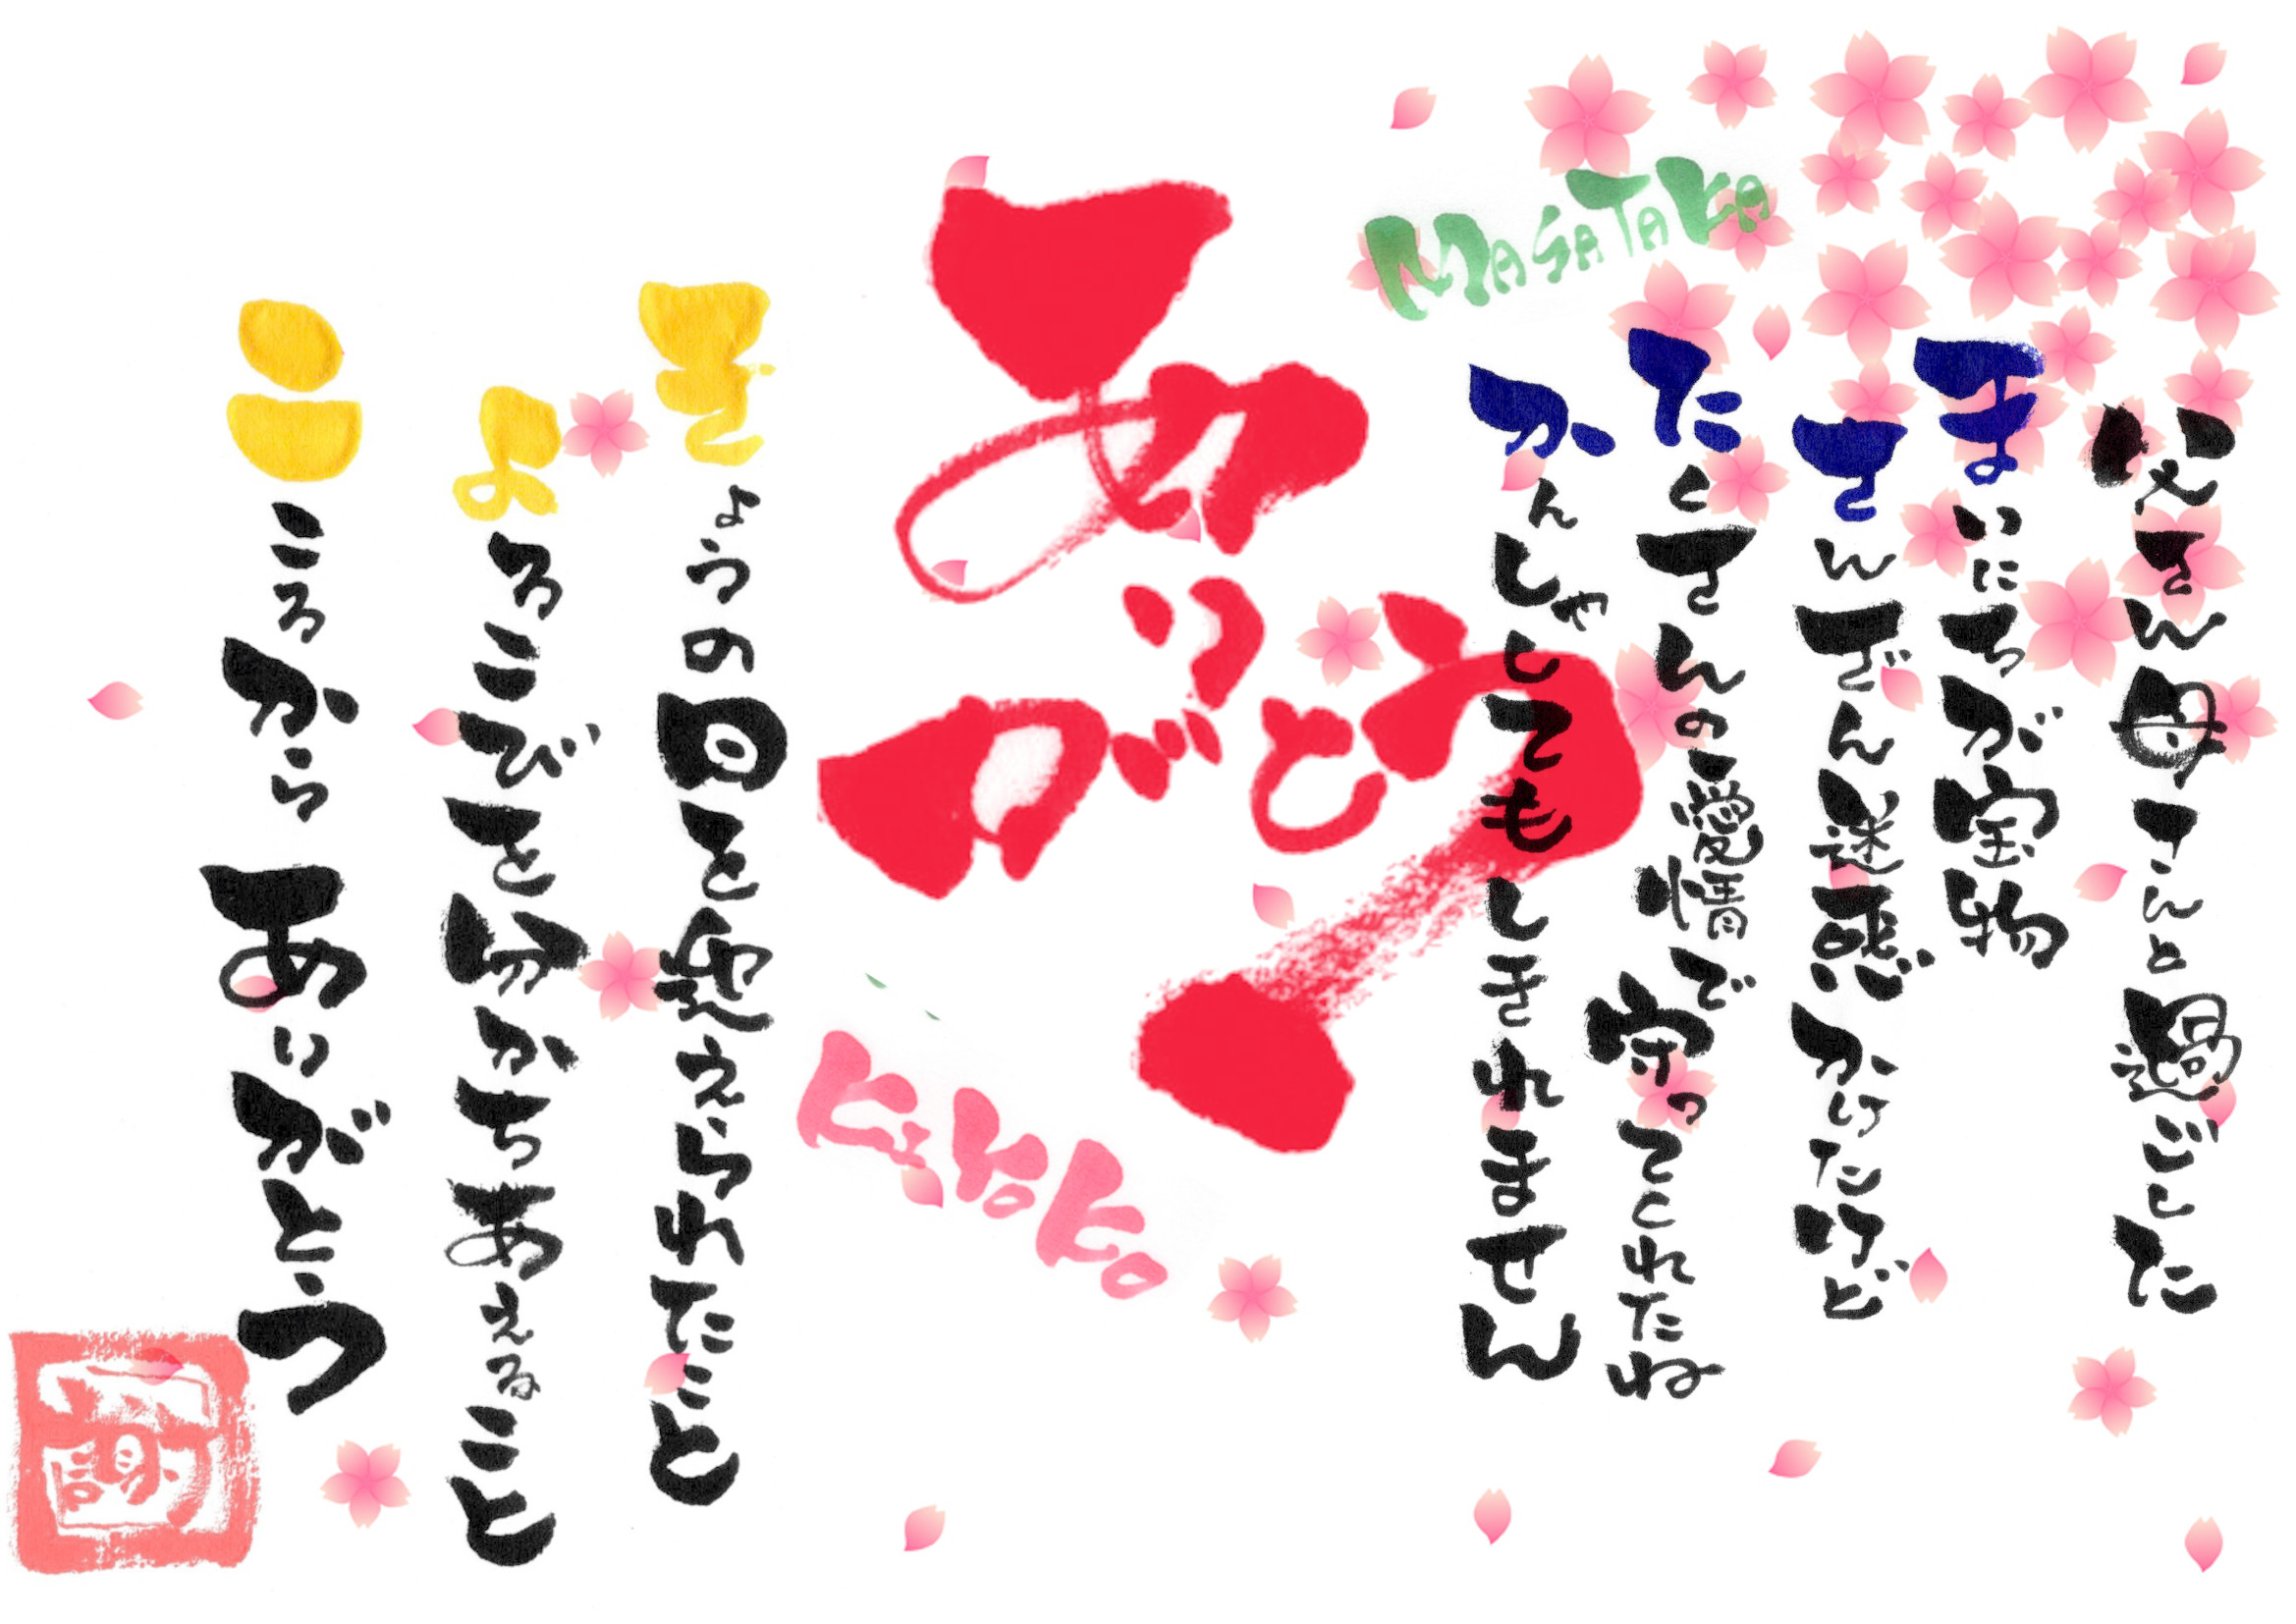 父さん母さんと過ごした
まいにちが宝物
さんざん迷惑かけたけど
たくさんの愛情で守ってくれたね
かんしゃしてもしきれません
MASATAKA
ありがとう
KiYoKo
きょうの日を迎えられたこと
よろこびを分かちあえること
こころからありがとう